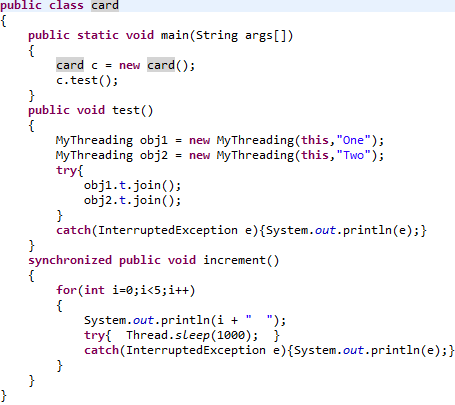 public class card
{
    public static void main(String args[])
    {
        card c = new card();
        c.test();
    }
    public void test()
    {
        MyThreading obj1 = new MyThreading(this,"One");
        MyThreading obj2 = new MyThreading(this,"Two");
        try{
            obj1.t.join();
            obj2.t.join();
        }
        catch(InterruptedException e){System.out.println(e);}
    }
    synchronized public void increment()
    {
        for(int i=0;i<5;i++)
        {
            System.out.println(i + "  ");
            try{  Thread.sleep(1000);  }
            catch(InterruptedException e){System.out.println(e);}
        }
    }
}